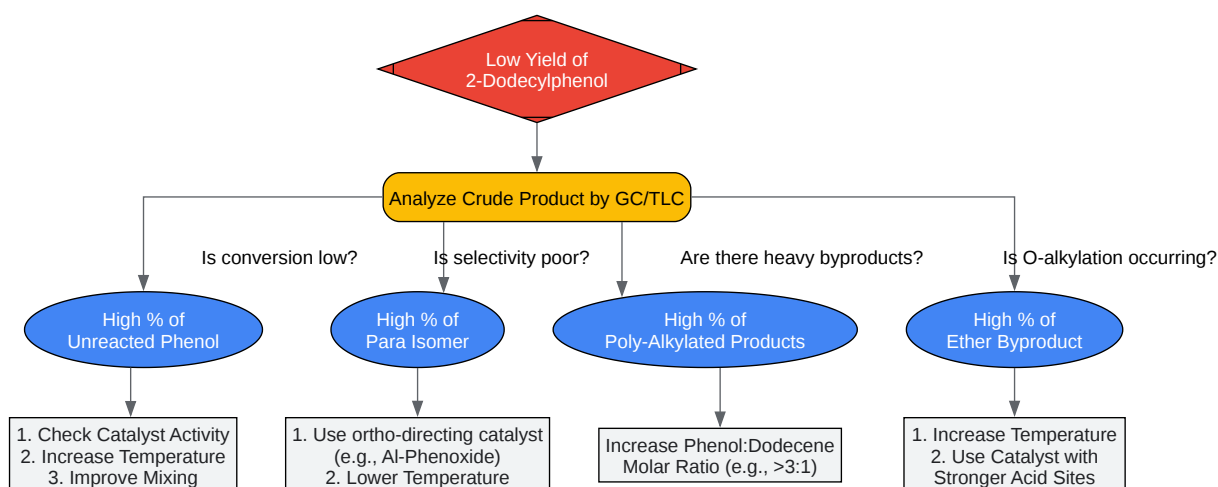 Low Yield of
2-Dodecylphenol
Analyze Crude Product by GC/TLC
Is conversion low?
Is selectivity poor?
Are there heavy byproducts?
Is O-alkylation occurring?
High % of
Unreacted Phenol
High % of
Para Isomer
High % of
Poly-Alkylated Products
High % of
Ether Byproduct
1. Check Catalyst Activity
2. Increase Temperature
3. Improve Mixing
1. Use ortho-directing catalyst
(e.g., Al-Phenoxide)
2. Lower Temperature
Increase Phenol:Dodecene
Molar Ratio (e.g., >3:1)
1. Increase Temperature
2. Use Catalyst with
Stronger Acid Sites